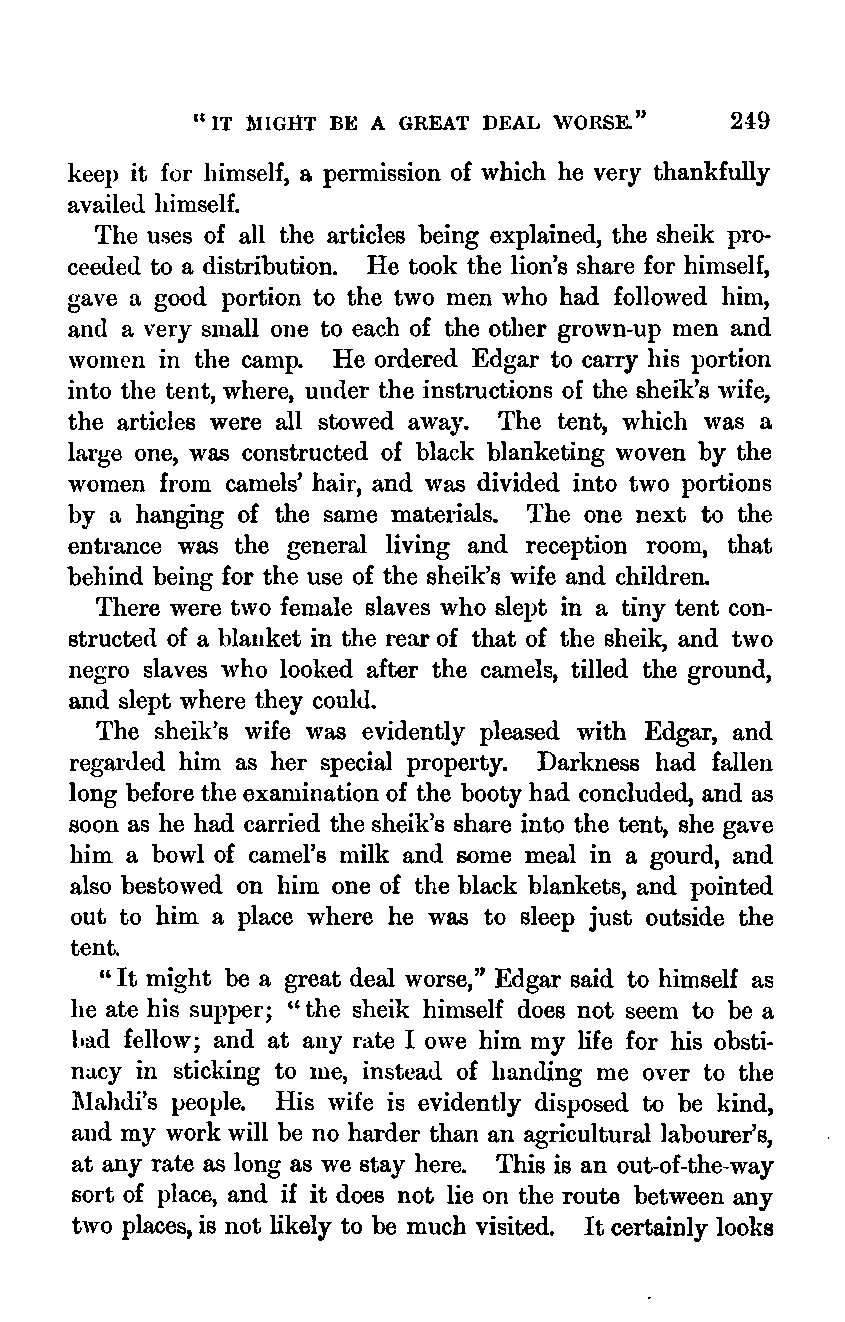 "IT MIGHT BE A GREAT DEAL WORSE." 249
keep it for himself, a permission of which he very thankfully
availed himself.
The uses of all the articles being explained, the sheik pro-
ceeded to a distribution. He took the lion's share for himself,
gave a good portion to the two men who had followed him,
and a very small one to each of the other grown-up men and
women in the camp. He ordered Edgar to carry his portion
into the tent, where, under the instructions of the sheik's wife,
the articles were all stowed away. The tent, which was a
large one, was constructed of black blanketing woven by the
women from camels' hair, and was divided into two portions
by a hanging of the same materials. The one next to the
entrance was the general living and reception room, that
behind being for the use of the sheik's wife and children.
There were two female slaves who slept in a tiny tent con-
structed of a blanket in the rear of that of the sheik, and two
negro slaves who looked after the camels, tilled the ground,
and slept where they could.
The sheik's wife was evidently pleased with Edgar, and
regarded him as her special property. Darkness had fallen
long before the examination of the booty had concluded, and as
soon as he had carried the sheik's share into the tent, she gave
him a bowl of camel's milk and some meal in a gourd, and
also bestowed on him one of the black blankets, and pointed
out to him a place where he was to sleep just outside the
tent.
"It might be a great deal worse," Edgar said to himself as
he ate his supper; "the sheik himself does not seem to be a
bad fellow; and at any rate I owe him my life for his obsti-
nacy in sticking to me, instead of handing me over to the
Mahdi's people. His wife is evidently disposed to be kind,
and my work will be no harder than an agricultural labourer's,
at any rate as long as we stay here. This is an out-of-the-way
sort of place, and if it does not lie on the route between any
two places, is not likely to be much visited. It certainly looks